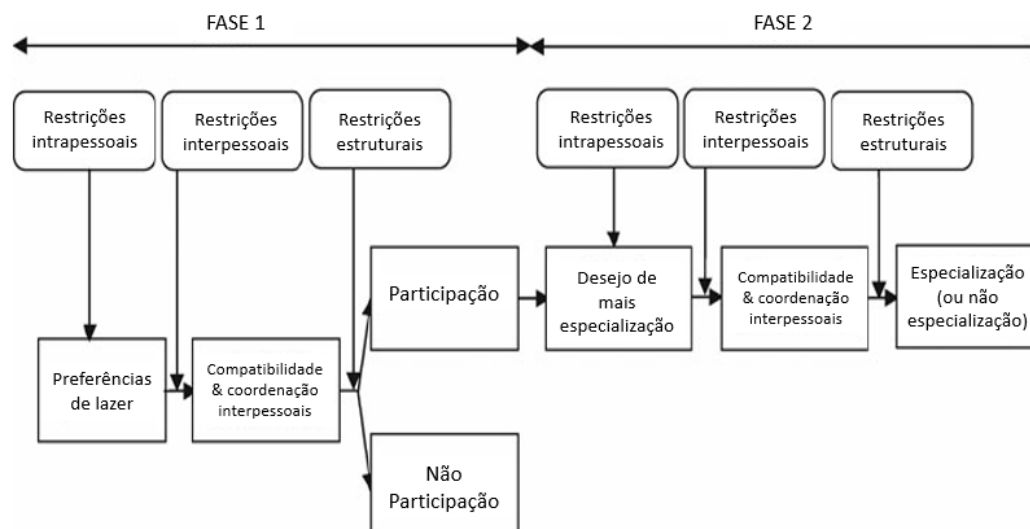 FASE 1
FASE 2
Restrições
intrapessoais
Restrições
interpessoais
Restrições
estruturais
Restrições
intrapessoais
Restrições
interpessoais
Restrições
estruturais
Participação
Desejo de
mais
especialização
Compatibilidade
& coordenação
interpessoais
Especialização
(ou não
especialização)
Preferências
de lazer
Compatibilidade
& coordenação
interpessoais
Não
Participação